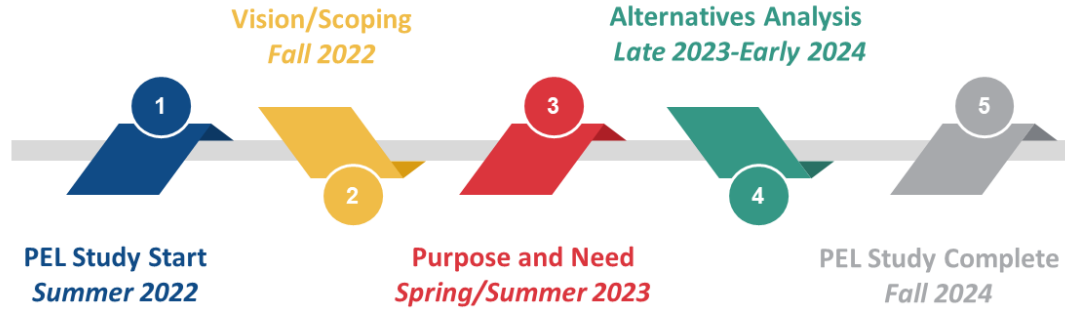 Vision/Scoping
Fall 2022
Alternatives Analysis
Late 2023-Early 2024
1
3
5
2
4
PEL Study Start
Summer 2022
Purpose and Need
Spring/Summer 2023
PEL Study Complete
Fall 2024